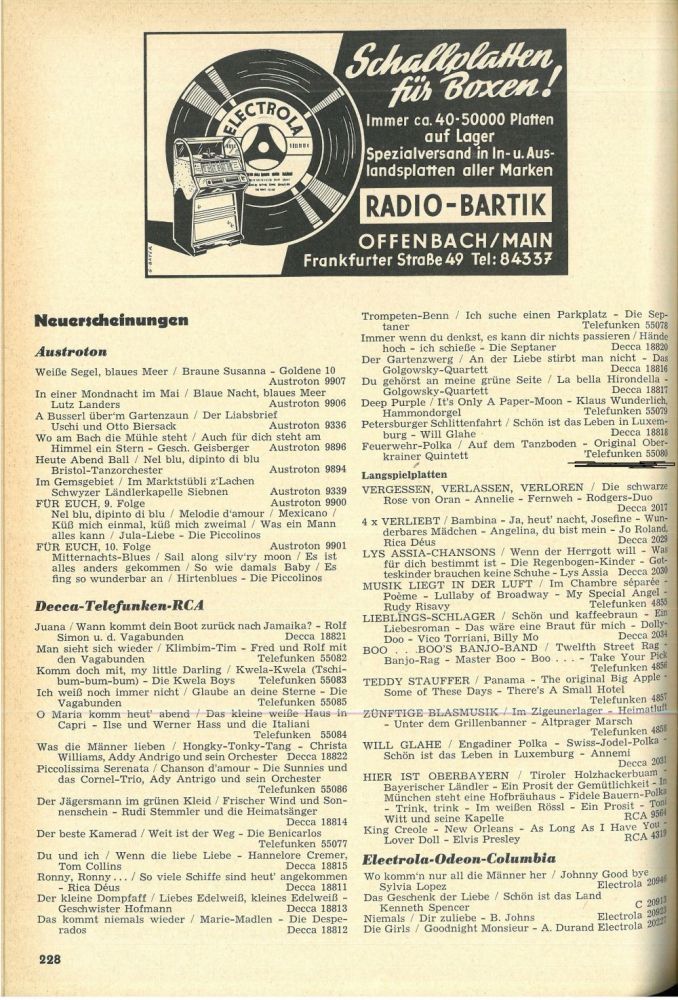 Schallplatten
für Boxen!
ELECTROLA
Immer ca. 40-50000 Platten
auf Lager
Spezialversand in In- u. Aus-
landsplatten aller Marken
RADIO-BARTIK
OFFENBACH/MAIN
Frankfurter Straße 49 Tel: 84337
Neuerscheinungen
Austroton
Weiße Segel, blaues Meer / Braune Susanna - Goldene 10
Austroton 9907
In einer Mondnacht im Mai / Blaue Nacht, blaues Meer
Lutz Landers Austroton 9906
A Busserl über'm Gartenzaun / Der Liabsbrief
Uschi und Otto Biersack Austroton 9336
Wo am Bach die Mühle steht / Auch für dich steht am
Himmel ein Stern - Gesch. Geisberger Austroton 9896
Heute Abend Ball / Nel blu, dipinto di blu
Bristol-Tanzorchester Austroton 9894
Im Gemsgebiet / Im Marktstübli z'Lachen
Schwyzer Ländlerkapelle Siebnen Austroton 9339
FÜR EUCH, 9. Folge Austroton 9900
Nel blu, dipinto di blu / Melodie d'amour / Mexicano /
Küß mich einmal, küß mich zweimal / Was ein Mann
alles kann / Jula-Liebe - Die Piccolinos
FÜR EUCH, 10. Folge Austroton 9901
Mitternachts-Blues / Sail along silv'ry moon / Es ist
alles anders gekommen / So wie damals Baby / Es
fing so wunderbar an / Hirtenblues - Die Piccolinos
Decca-Telefunken-RCA
Juana / Wann kommt dein Boot zurück nach Jamaika? - Rolf
Simon u. d. Vagabunden Decca 18821
Man sieht sich wieder / Klimbim-Tim - Fred und Rolf mit
den Vagabunden Telefunken 55082
Komm doch mit, my little Darling / Kwela-Kwela (Tschi-
bum-bum-bum) - Die Kwela Boys Telefunken 55083
Ich weiß noch immer nicht / Glaube an deine Sterne - Die
Vagabunden Telefunken 55085
O Maria komm heut' abend / Das kleine weiße Haus in
Capri - Ilse und Werner Hass und die Italiani
Telefunken 55084
Was die Männer lieben / Hongky-Tonky-Tang - Christa
Williams, Addy Andrigo und sein Orchester Decca 18822
Piccolissima Serenata / Chanson d'amour - Die Sunnies und
das Cornel-Trio, Ady Antrigo und sein Orchester
Telefunken 55086
Der Jägersmann im grünen Kleid / Frischer Wind und Son-
nenschein - Rudi Stemmler und die Heimatsänger
Decca 18814
Der beste Kamerad / Weit ist der Weg - Die Benicarlos
Telefunken 55077
Du und ich / Wenn die liebe Liebe - Hannelore Cremer,
Tom Collins Decca 18815
Ronny, Ronny ... / So viele Schiffe sind heut' angekommen
- Rica Déus Decca 18811
Der kleine Dompfaff / Liebes Edelweiß, kleines Edelweiß -
Geschwister Hofmann Decca 18813
Das kommt niemals wieder / Marie-Madlen - Die Despe-
rados Decca 18812
228
Trompeten-Benn / Ich suche einen Parkplatz - Die Sep-
taner Telefunken 55078
Immer wenn du denkst, es kann dir nichts passieren / Hände
hoch - ich schieße - Die Septaner Decca 18820
Der Gartenzwerg / An der Liebe stirbt man nicht - Das
Golgowsky-Quartett Decca 18816
Du gehörst an meine grüne Seite / La bella Hirondella -
Golgowsky-Quartett Decca 18817
Deep Purple / It's Only A Paper-Moon - Klaus Wunderlich,
Hammondorgel Telefunken 55079
Petersburger Schlittenfahrt / Schön ist das Leben in Luxem-
burg - Will Glahe Decca 18818
Feuerwehr-Polka / Auf dem Tanzboden - Original Ober-
krainer Quintett Telefunken 55080
Langspielplatten
VERGESSEN, VERLASSEN, VERLOREN / Die schwarze
Rose von Oran - Annelie - Fernweh - Rodgers-Duo
Decca 2017
4 x VERLIEBT / Bambina - Ja, heut' nacht, Josefine - Wun-
derbares Mädchen - Angelina, du bist mein - Jo Roland,
Rica Déus Decca 2029
LYS ASSIA-CHANSONS / Wenn der Herrgott will - Was
für dich bestimmt ist - Die Regenbogen-Kinder - Got-
teskinder brauchen keine Schuhe - Lys Assia Decca 2030
MUSIK LIEGT IN DER LUFT / Im Chambre séparée -
Poème - Lullaby of Broadway - My Special Angel -
Rudy Risavy Telefunken 4855
LIEBLINGS-SCHLAGER / Schön und kaffeebraun - Ein
Liebesroman - Das wäre eine Braut für mich - Dolly-
Doo - Vico Torriani, Billy Mo Decca 2034
BOO . . .BOO'S BANJO-BAND / Twelfth Street Rag -
Banjo-Rag - Master Boo - Boo . . . - Take Your Pick
Telefunken 4856
TEDDY STAUFFER / Panama - The original Big Apple -
Some of These Days - There's A Small Hotel
Telefunken 4857
ZÜNFTIGE BLASMUSIK / Im Zigeunerlager - Heimatluft
- Unter dem Grillenbanner - Altprager Marsch
Telefunken 4858
WILL GLAHE / Engadiner Polka - Swiss-Jodel-Polka -
Schön ist das Leben in Luxemburg - Annemi
Decca 2031
HIER IST OBERBAYERN / Tiroler Holzhackerbuam -
Bayerischer Ländler - Ein Prosit der Gemütlichkeit - In
München steht eine Hofbräuhaus - Fidele Bauern-Polka
- Trink, trink - Im weißen Rössl - Ein Prosit - Toni
Witt und seine Kapelle RCA 9564
King Creole - New Orleans - As Long As I Have You -
Lover Doll - Elvis Presley RCA 4319
Electrola-Odeon-Columbia
Wo komm'n nur all die Männer her / Johnny Good bye
Sylvia Lopez Electrola 20946
Das Geschenk der Liebe / Schön ist das Land
Kenneth Spencer C 20913
Niemals / Dir zuliebe - B. Johns Electrola 20923
Die Girls / Goodnight Monsieur - A. Durand Electrola 20227